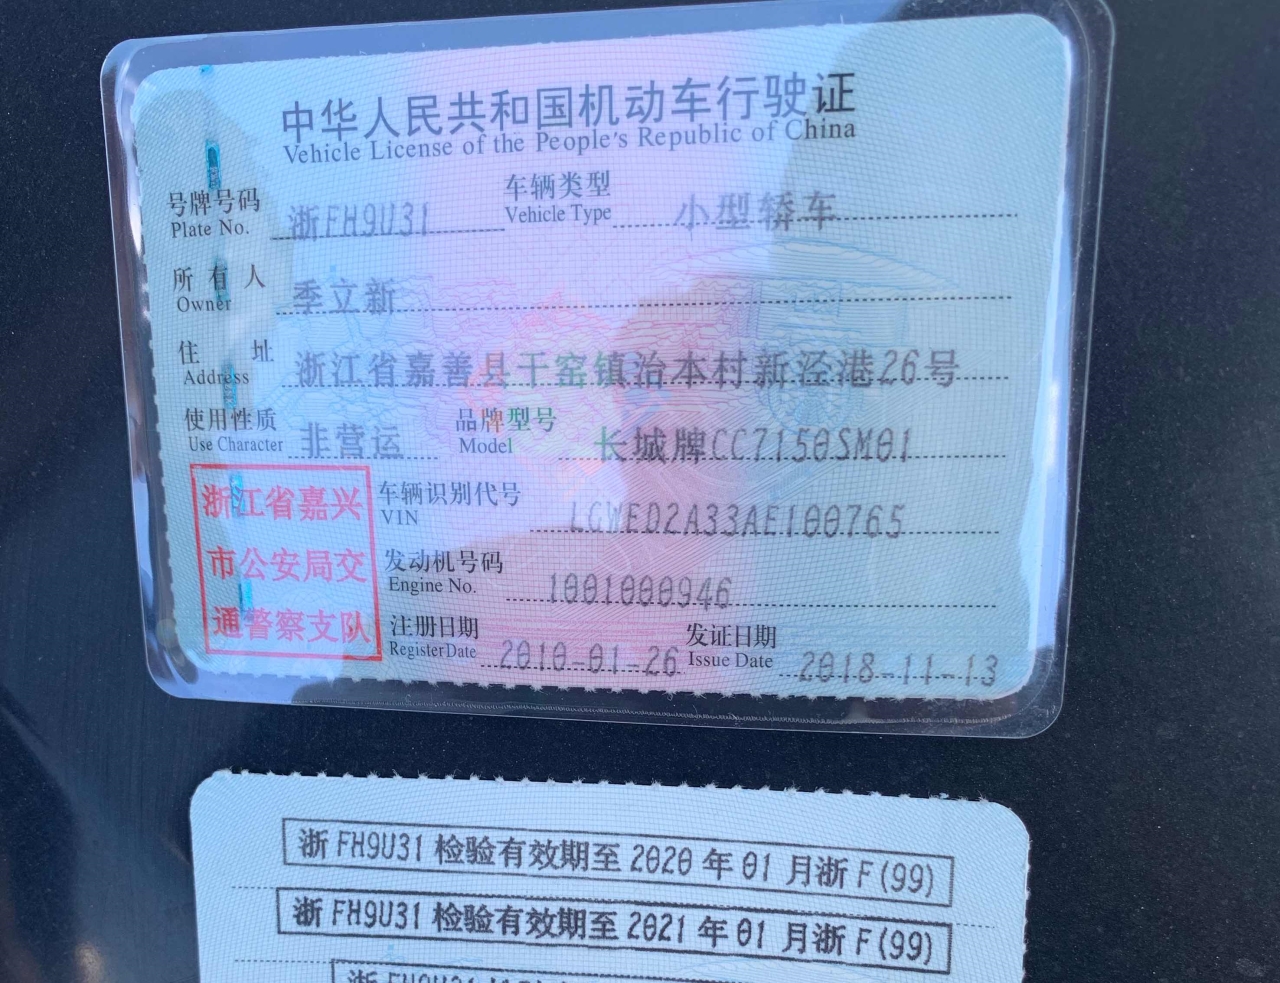 中华人民共和国机动车行驶证
Vehicle License of the People's Republic of China
号牌号码 浙FH9U31 车辆类型 小型轿车
Plate No. Vehicle Type
所有人 季立新
Owner
住址 浙江省嘉善县干窑镇治本村新泾港26号
Address
使用性质 非营运 品牌型号 长城牌CC7150SM01
Use Character Model
浙江省嘉兴
市公安局交
通警察支队
车辆识别代号 LGWED2A33AE100765
VIN
发动机号码 1001000946
Engine No.
注册日期 2010-01-26 发证日期 2018-11-13
Register Date Issue Date
浙FH9U31检验有效期至2020年01月浙F(99)
浙FH9U31检验有效期至2021年01月浙F(99)
浙FH9U31